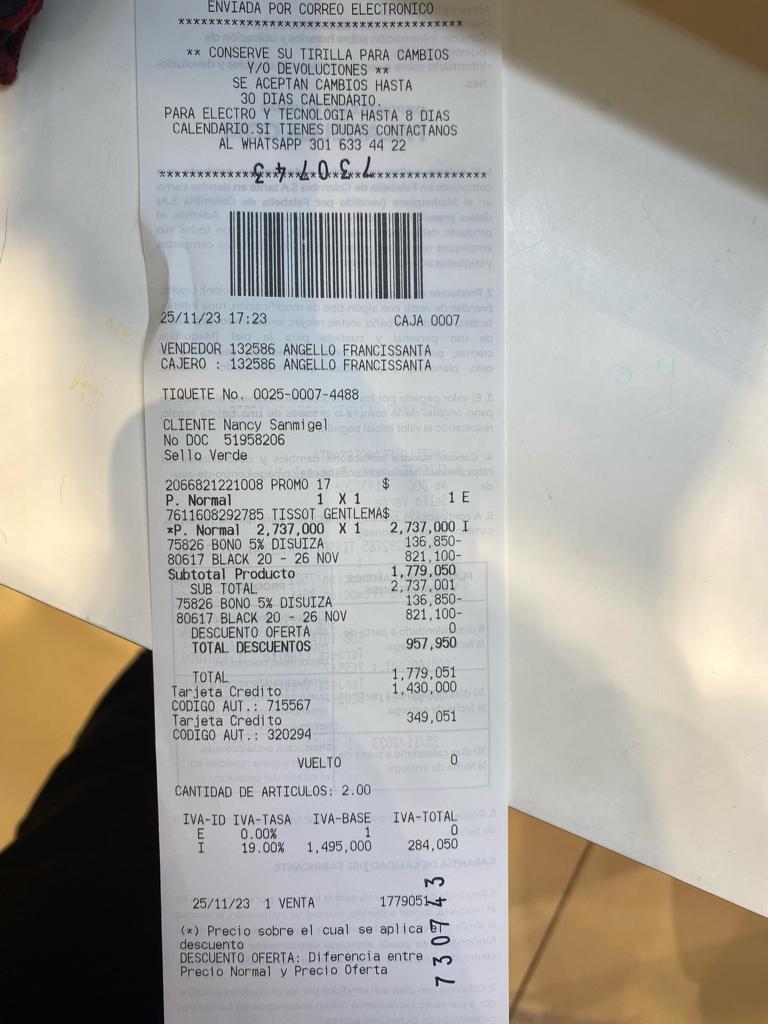 ENVIADA POR CORREO ELECTRONICO
****************************************
** CONSERVE SU TIRILLA PARA CAMBIOS
Y/O DEVOLUCIONES **
SE ACEPTAN CAMBIOS HASTA
30 DIAS CALENDARIO.
PARA ELECTRO Y TECNOLOGIA HASTA 8 DIAS
CALENDARIO.SI TIENES DUDAS CONTACTANOS
AL WHATSAPP 301 633 44 22
730743
****************************************
25/11/23 17:23 CAJA 0007
VENDEDOR 132586 ANGELLO FRANCISSANTA
CAJERO : 132586 ANGELLO FRANCISSANTA
TIQUETE No. 0025-0007-4488
CLIENTE Nancy Sanmigel
No DOC 51958206
Sello Verde
2066821221008 PROMO 17 $
P. Normal 1 X 1 1 E
7611608292785 TISSOT GENTLEMA$
*P. Normal 2,737,000 X 1 2,737,000 I
75826 BONO 5% DISUIZA 136,850-
80617 BLACK 20 - 26 NOV 821,100-
Subtotal Producto 1,779,050
SUB TOTAL 2,737,001
75826 BONO 5% DISUIZA 136,850-
80617 BLACK 20 - 26 NOV 821,100-
DESCUENTO OFERTA 0
TOTAL DESCUENTOS 957,950
TOTAL 1,779,051
Tarjeta Credito 1,430,000
CODIGO AUT.: 715567
Tarjeta Credito 349,051
CODIGO AUT.: 320294
VUELTO 0
CANTIDAD DE ARTICULOS: 2.00
IVA-ID IVA-TASA IVA-BASE IVA-TOTAL
E 0.00% 1 0
I 19.00% 1,495,000 284,050
25/11/23 1 VENTA 1779051
730743
(*) Precio sobre el cual se aplica el
descuento
DESCUENTO OFERTA: Diferencia entre
Precio Normal y Precio Oferta